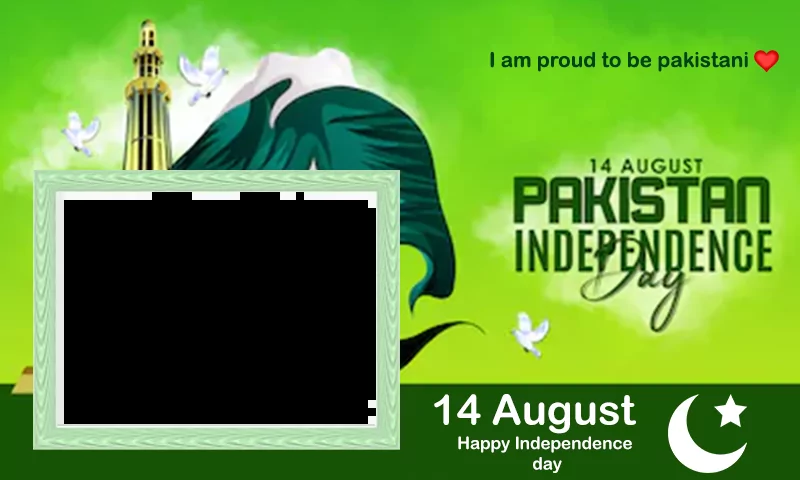 I am proud to be pakistani
14 AUGUST
PAKISTAN
INDEPENDENCE
Day
14 August
Happy Independence
day